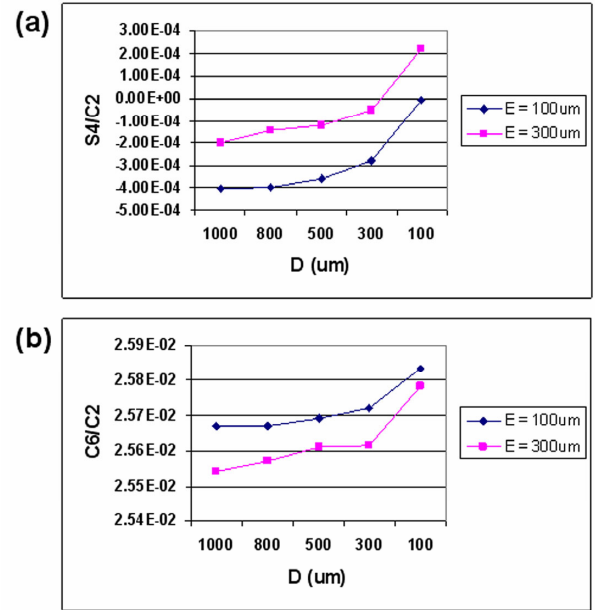 (a)
3.00E-04
2.00E-04
1.00E-04
0.00E+00
-1.00E-04
-2.00E-04
-3.00E-04
-4.00E-04
-5.00E-04
S4/C2
1000 800 500 300 100
D (um)
E = 100um
E = 300um
(b)
2.59E-02
2.58E-02
2.57E-02
2.56E-02
2.55E-02
2.54E-02
C6/C2
1000 800 500 300 100
D (um)
E = 100um
E = 300um